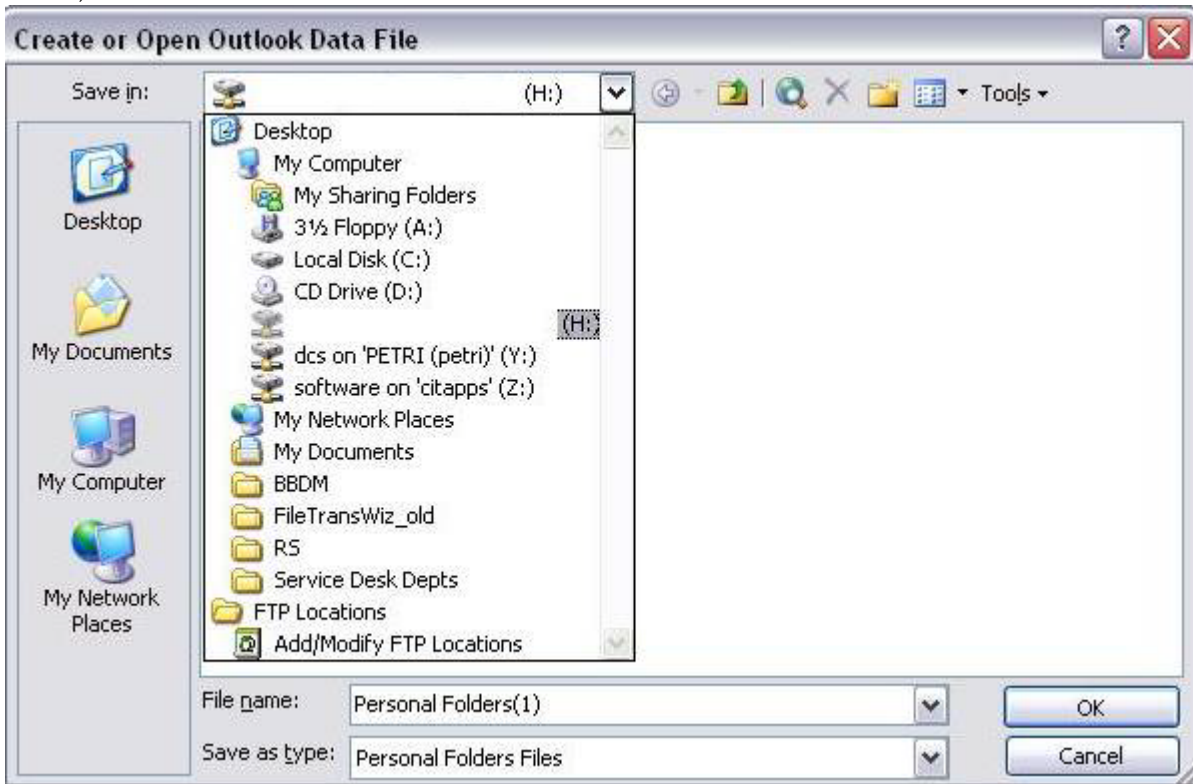 Create or Open Outlook Data File
Save in:
(H:)
Tools
Desktop
My Documents
My Computer
My Network
Places
Desktop
My Computer
My Sharing Folders
3½ Floppy (A:)
Local Disk (C:)
CD Drive (D:)
(H:)
dcs on 'PETRI (petri)' (Y:)
software on 'citapps' (Z:)
My Network Places
My Documents
BBDM
FileTransWiz_old
RS
Service Desk Depts
FTP Locations
Add/Modify FTP Locations
File name:
Personal Folders(1)
OK
Save as type:
Personal Folders Files
Cancel